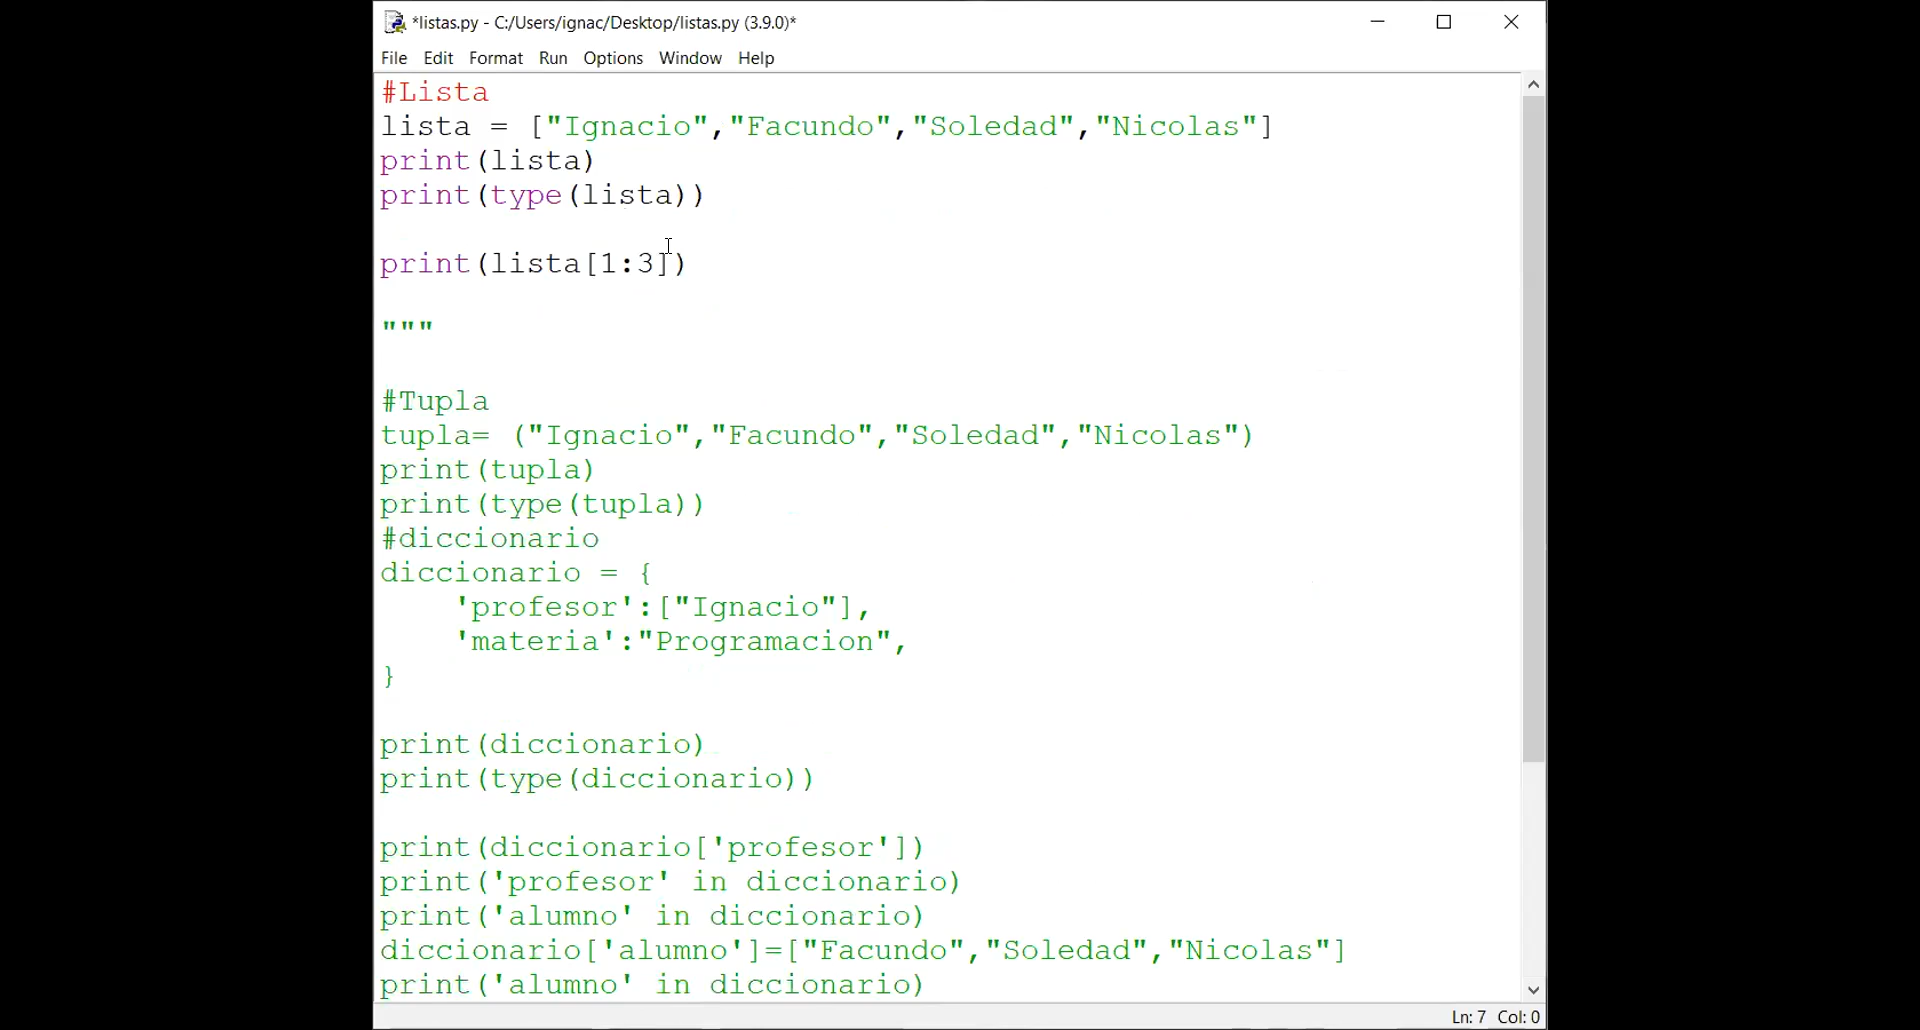 *listas.py - C:/Users/ignac/Desktop/listas.py (3.9.0)*
File Edit Format Run Options Window Help
#Lista
lista = ["Ignacio","Facundo","Soledad","Nicolas"]
print(lista)
print(type(lista))
print(lista[1:3])
"""
#Tupla
tupla= ("Ignacio","Facundo","Soledad","Nicolas")
print(tupla)
print(type(tupla))
#diccionario
diccionario = {
    'profesor':["Ignacio"],
    'materia':"Programacion",
}
print(diccionario)
print(type(diccionario))
print(diccionario['profesor'])
print('profesor' in diccionario)
print('alumno' in diccionario)
diccionario['alumno']=["Facundo","Soledad","Nicolas"]
print('alumno' in diccionario)
Ln: 7 Col: 0